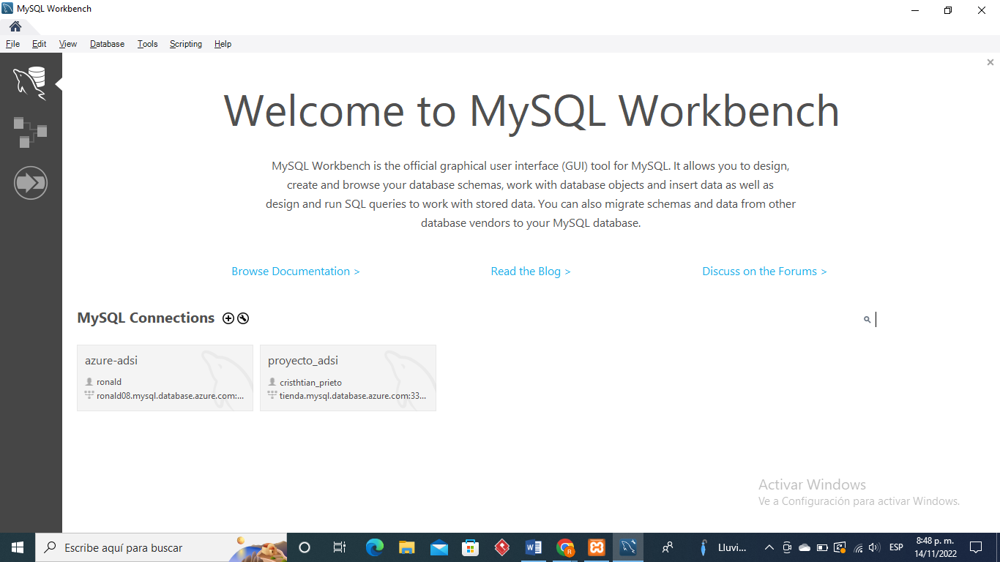 MySQL Workbench
File Edit View Database Tools Scripting Help
Welcome to MySQL Workbench
MySQL Workbench is the official graphical user interface (GUI) tool for MySQL. It allows you to design,
create and browse your database schemas, work with database objects and insert data as well as
design and run SQL queries to work with stored data. You can also migrate schemas and data from other
database vendors to your MySQL database.
Browse Documentation > Read the Blog > Discuss on the Forums >
MySQL Connections
azure-adsi
ronald
ronald08.mysql.database.azure.com:...
proyecto_adsi
cristhtian_prieto
tienda.mysql.database.azure.com:33...
Activar Windows
Ve a Configuración para activar Windows.
Escribe aquí para buscar
Lluvi...
ESP
8:48 p. m.
14/11/2022